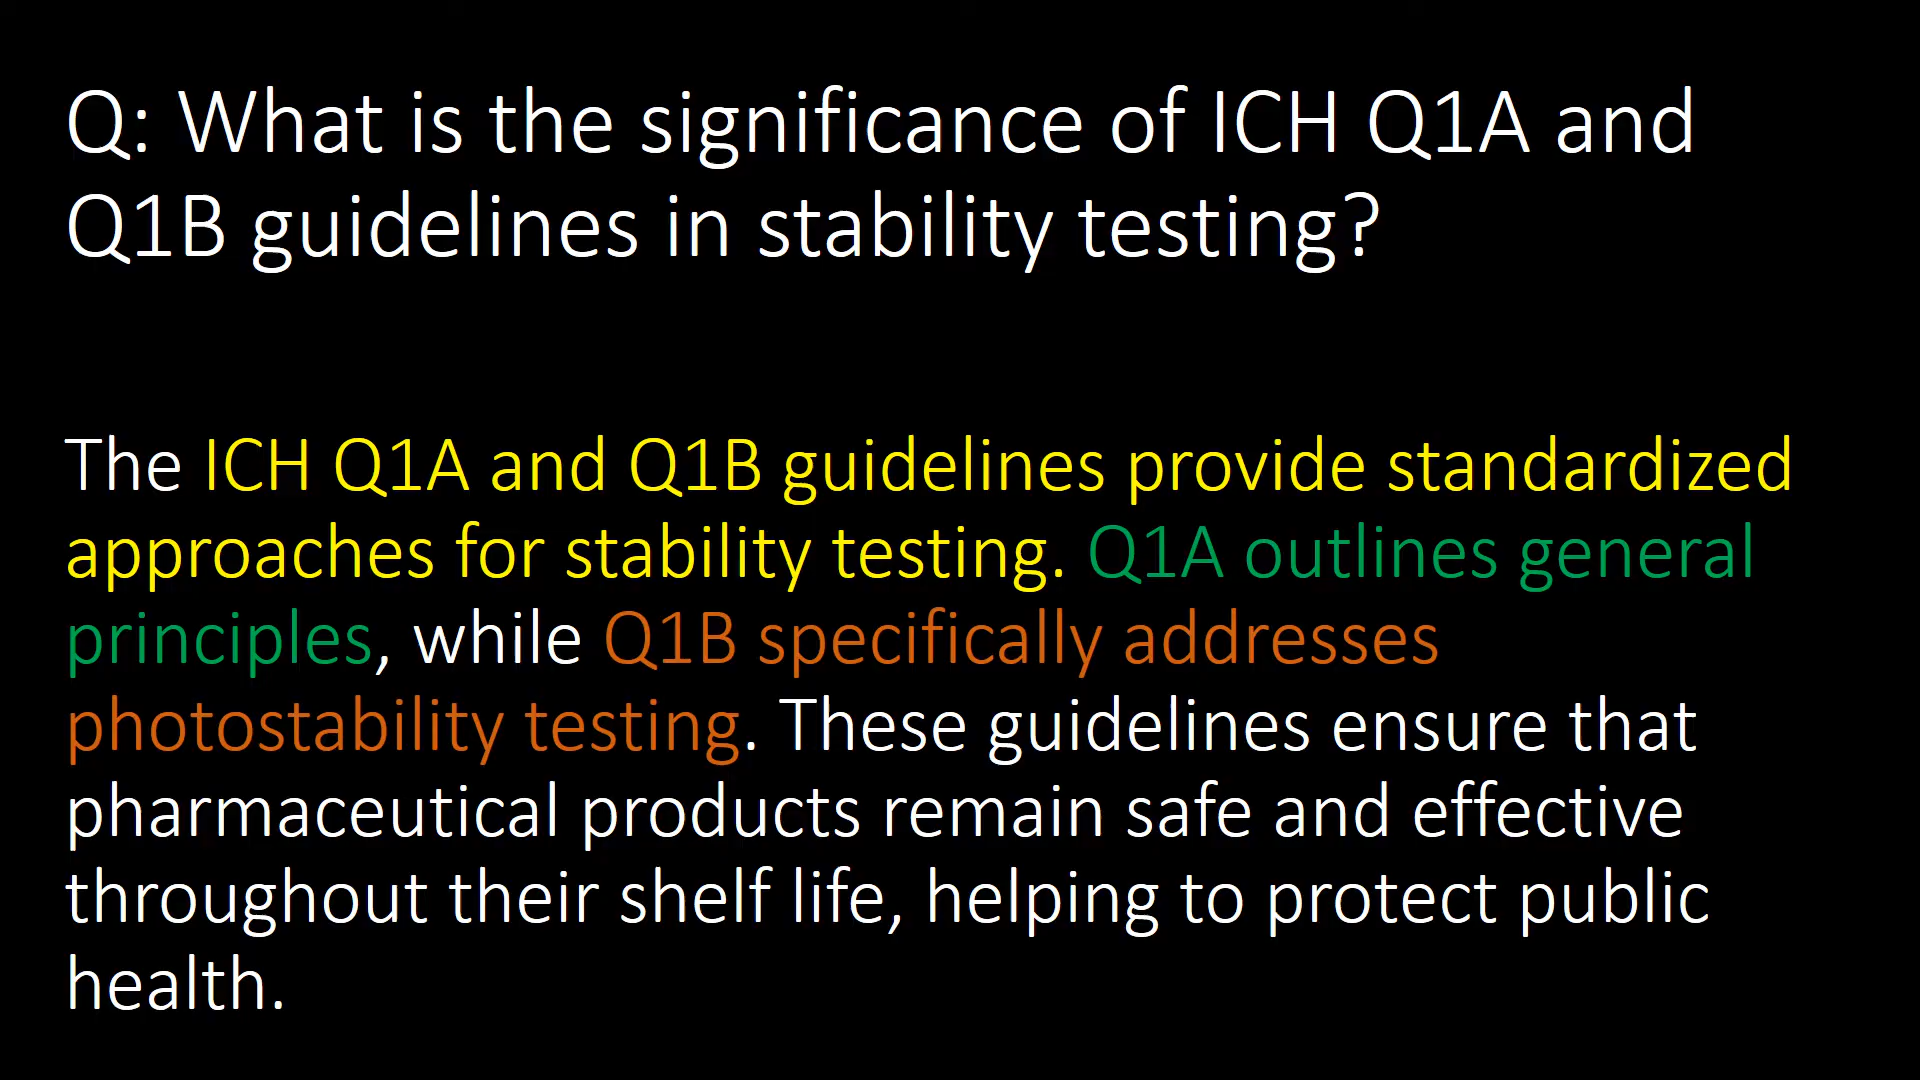 Q: What is the significance of ICH Q1A and
Q1B guidelines in stability testing?
The ICH Q1A and Q1B guidelines provide standardized
approaches for stability testing. Q1A outlines general
principles, while Q1B specifically addresses
photostability testing. These guidelines ensure that
pharmaceutical products remain safe and effective
throughout their shelf life, helping to protect public
health.